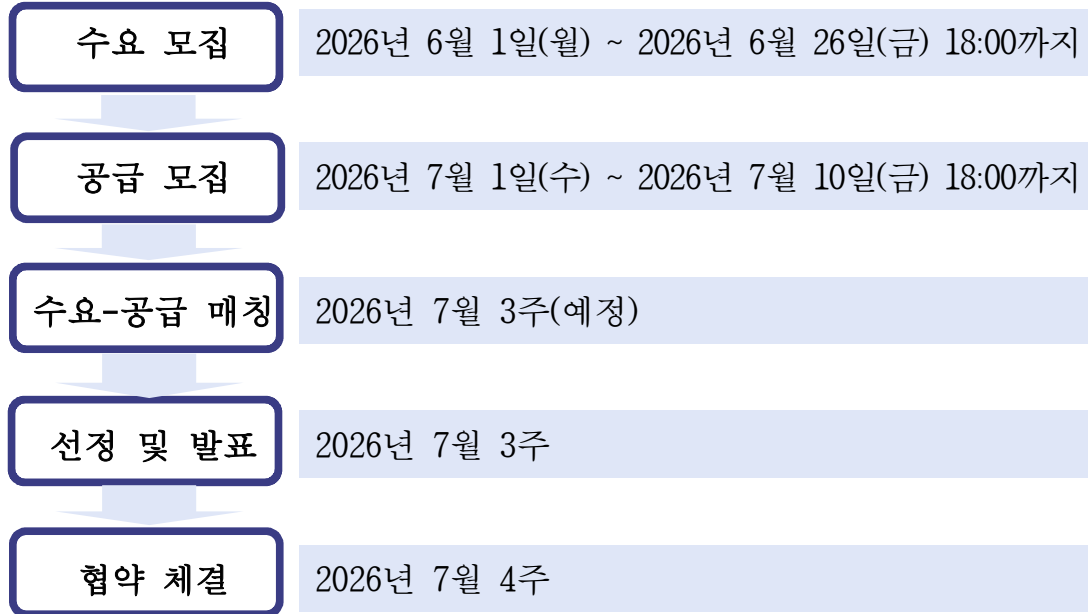 수요 모집 2026년 6월 1일(월) ~ 2026년 6월 26일(금) 18:00까지
공급 모집 2026년 7월 1일(수) ~ 2026년 7월 10일(금) 18:00까지
수요-공급 매칭 2026년 7월 3주(예정)
선정 및 발표 2026년 7월 3주
협약 체결 2026년 7월 4주